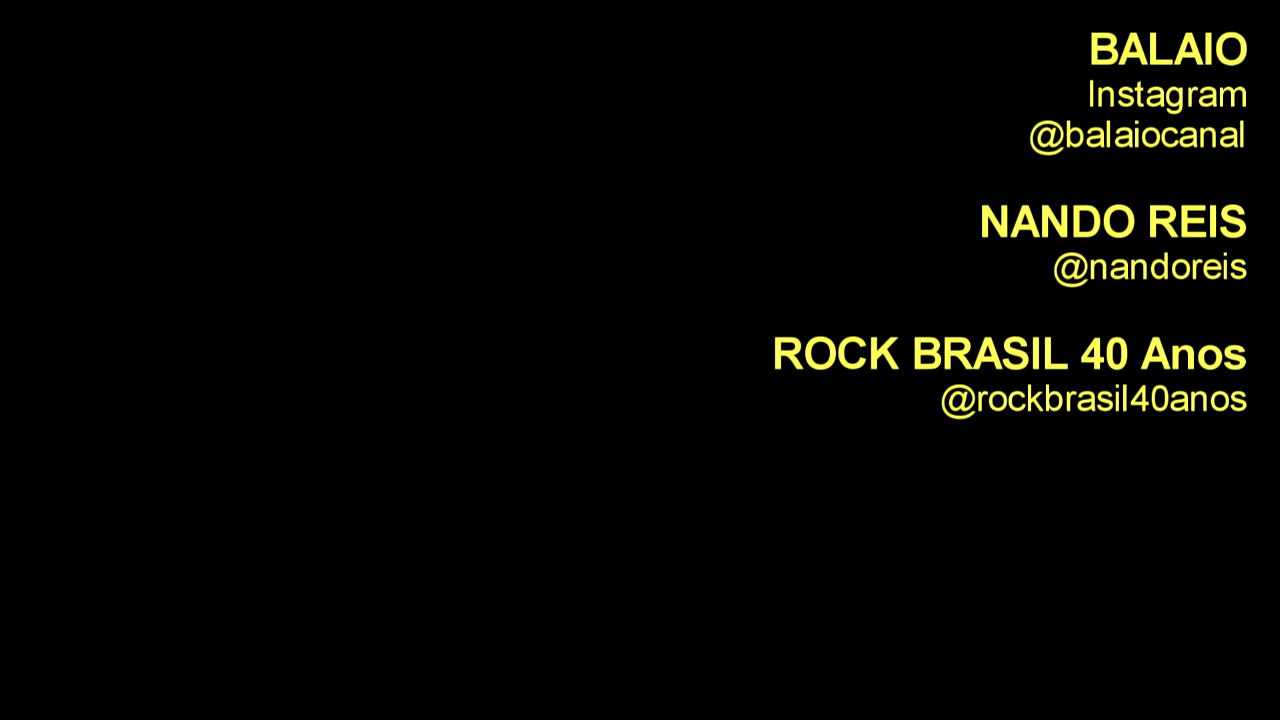 BALAIO
Instagram
@balaiocanal
NANDO REIS
@nandoreis
ROCK BRASIL 40 Anos
@rockbrasil40anos